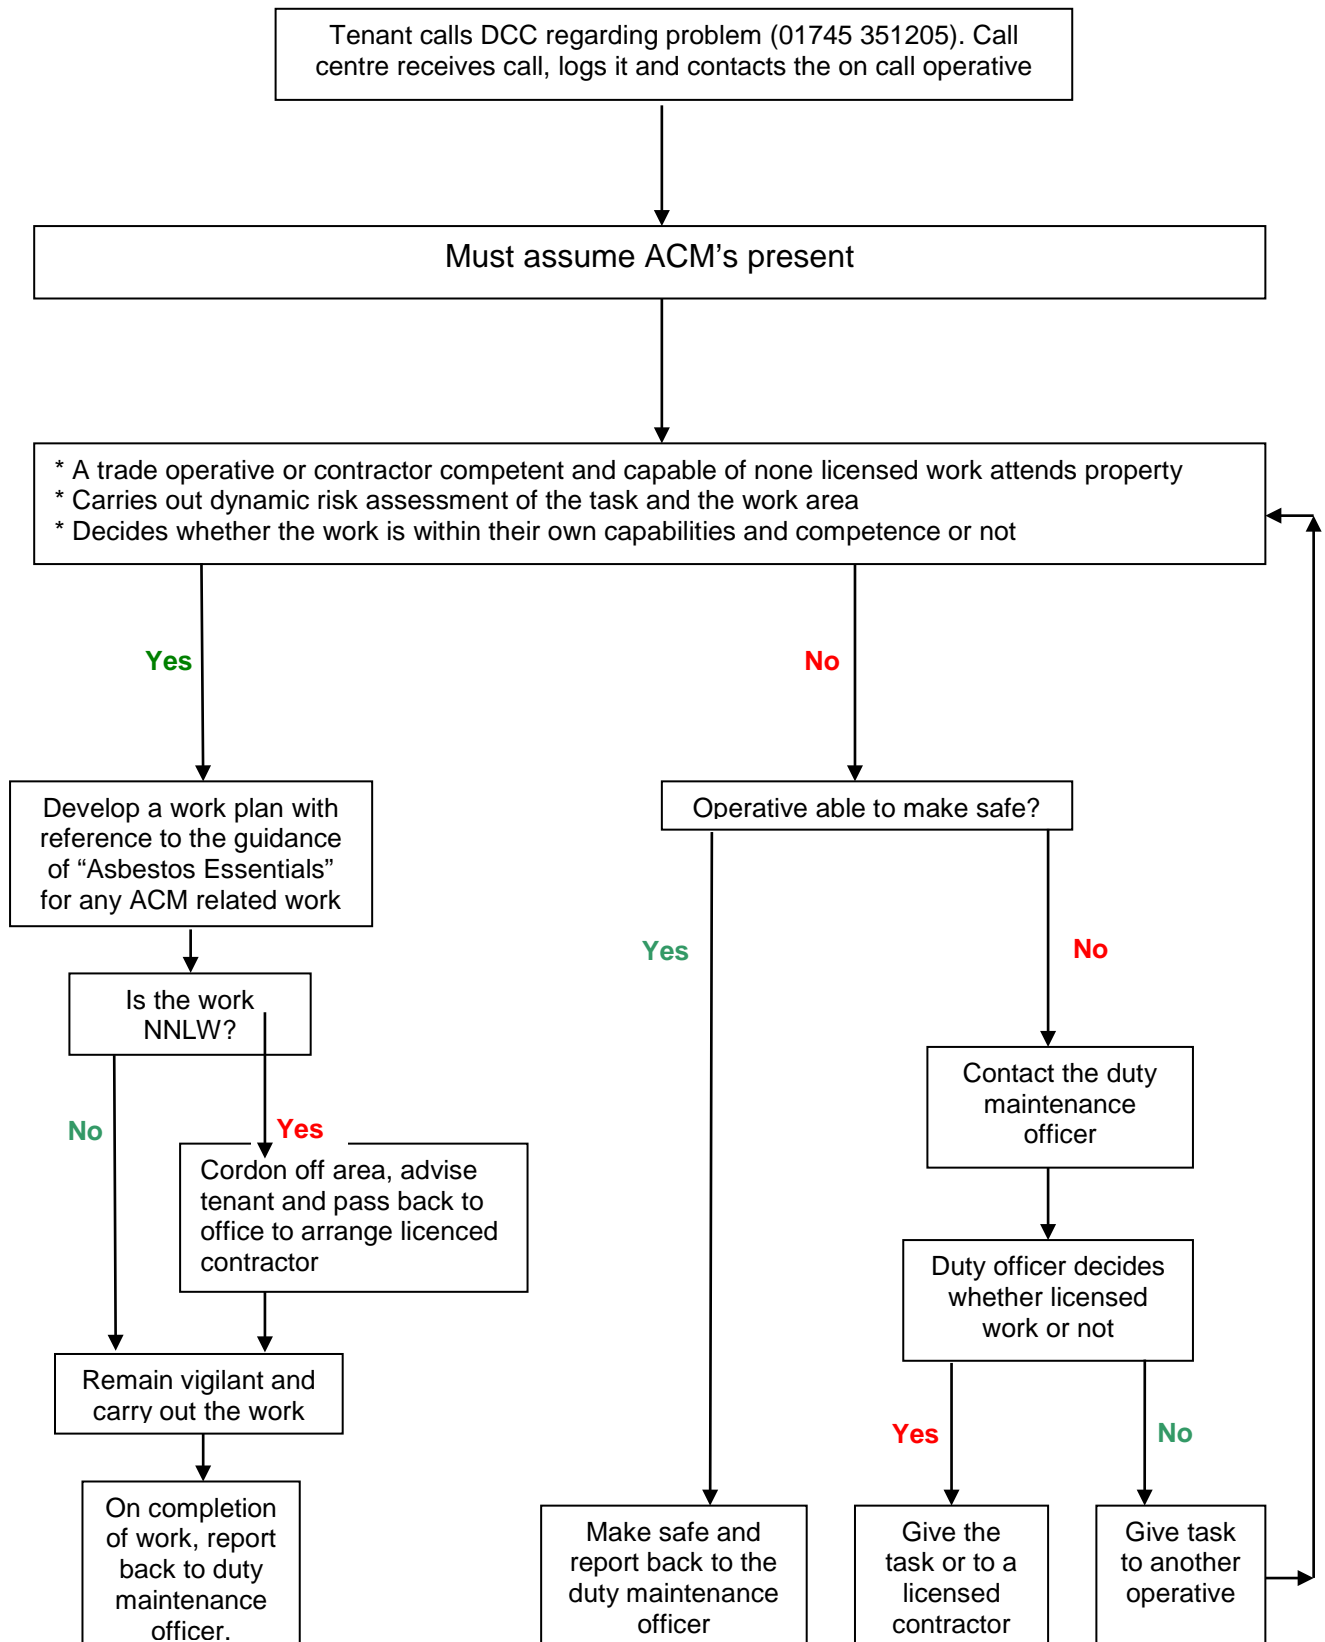 Tenant calls DCC regarding problem (01745 351205). Call
centre receives call, logs it and contacts the on call operative
Must assume ACM's present
* A trade operative or contractor competent and capable of none licensed work attends property
* Carries out dynamic risk assessment of the task and the work area
* Decides whether the work is within their own capabilities and competence or not
Yes
No
Develop a work plan with
reference to the guidance
of “Asbestos Essentials”
for any ACM related work
Operative able to make safe?
Yes
No
Is the work
NNLW?
Contact the duty
maintenance
officer
No
Yes
Cordon off area, advise
tenant and pass back to
office to arrange licenced
contractor
Duty officer decides
whether licensed
work or not
Remain vigilant and
carry out the work
Yes
No
On completion
of work, report
back to duty
maintenance
officer.
Make safe and
report back to the
duty maintenance
officer
Give the
task or to a
licensed
contractor
Give task
to another
operative